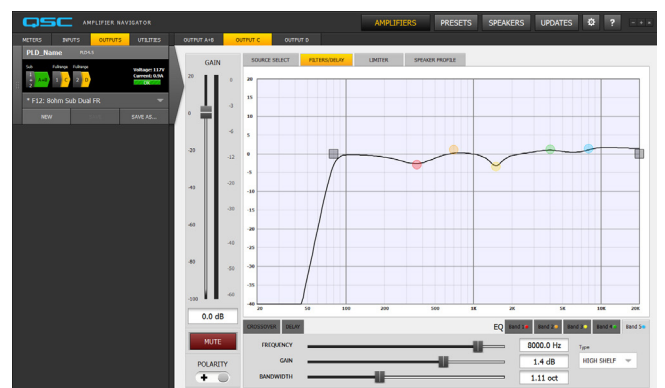 QSC AMPLIFIER NAVIGATOR
AMPLIFIERS PRESETS SPEAKERS UPDATES ?
METERS INPUTS OUTPUTS UTILITIES
OUTPUT A+B OUTPUT C OUTPUT D
PLD_Name
Sub Fullrange Fullrange
A+B C D
Voltage: 117V
Current: 0.9A
OK
* F12: 8ohm Sub Dual FR
NEW SAVE AS...
GAIN
20 0 -20 -40 -60 -80 -100
0 -3 -6 -12 -20 -30 -40 -50 -60
0.0 dB
MUTE
POLARITY
+
SOURCE SELECT FILTERS/DELAY LIMITER SPEAKER PROFILE
20
15
10
5
0
-5
-10
-15
-20
-25
-30
-35
-40
20 50 100 200 500 1K 2K 5K 10K 20K
CROSSOVER DELAY
EQ Band 1 Band 2 Band 3 Band 4 Band 5
FREQUENCY 8000.0 Hz Type
GAIN 1.4 dB HIGH SHELF
BANDWIDTH 1.11 oct